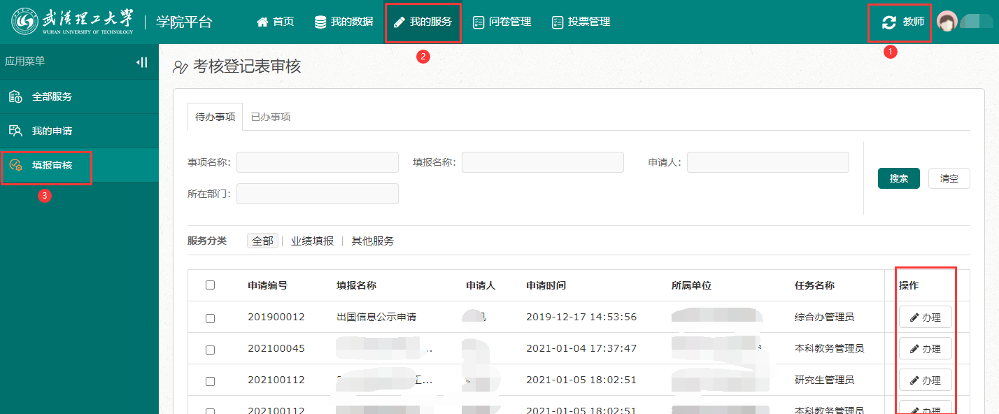 武汉理工大学
WUHAN UNIVERSITY OF TECHNOLOGY
学院平台
首页
我的数据
我的服务
问卷管理
投票管理
教师
1
2
应用菜单
全部服务
我的申请
填报审核
3
考核登记表审核
待办事项 已办事项
事项名称: 填报名称: 申请人:
所在部门:
搜索 清空
服务分类 全部 | 业绩填报 | 其他服务
申请编号 填报名称 申请人 申请时间 所属单位 任务名称 操作
201900012 出国信息公示申请 2019-12-17 14:53:56 综合办管理员 办理
202100045 ... 2021-01-04 17:37:47 本科教务管理员 办理
202100112 工... 2021-01-05 18:02:51 研究生管理员 办理
202100112 2021-01-05 18:02:51 本科教务管理员 办理